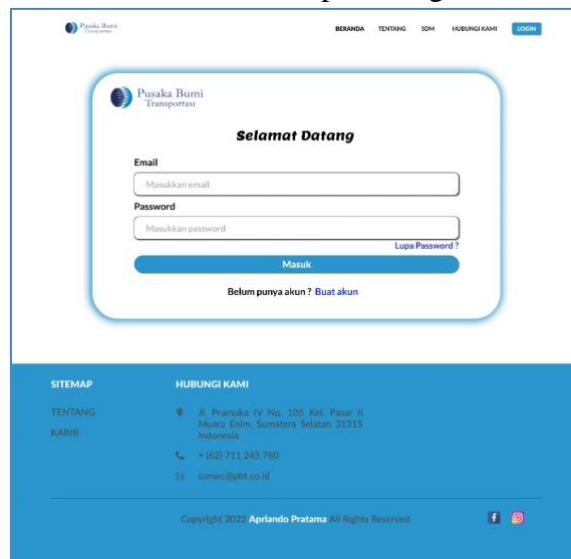 Pusaka Bumi
Transportasi
BERANDA TENTANG SDM HUBUNGI KAMI LOGIN
Pusaka Bumi
Transportasi
Selamat Datang
Email
Masukkan email
Password
Masukkan password
Lupa Password ?
Masuk
Belum punya akun ? Buat akun
SITEMAP
TENTANG
KARIR
HUBUNGI KAMI
Jl. Pramuka IV No. 105 Kel. Pasar II
Muara Enim, Sumatera Selatan 31315
Indonesia
+ (62) 711 245 780
corsec@pbt.co.id
Copyright 2022 Apriando Pratama All Rights Reserved